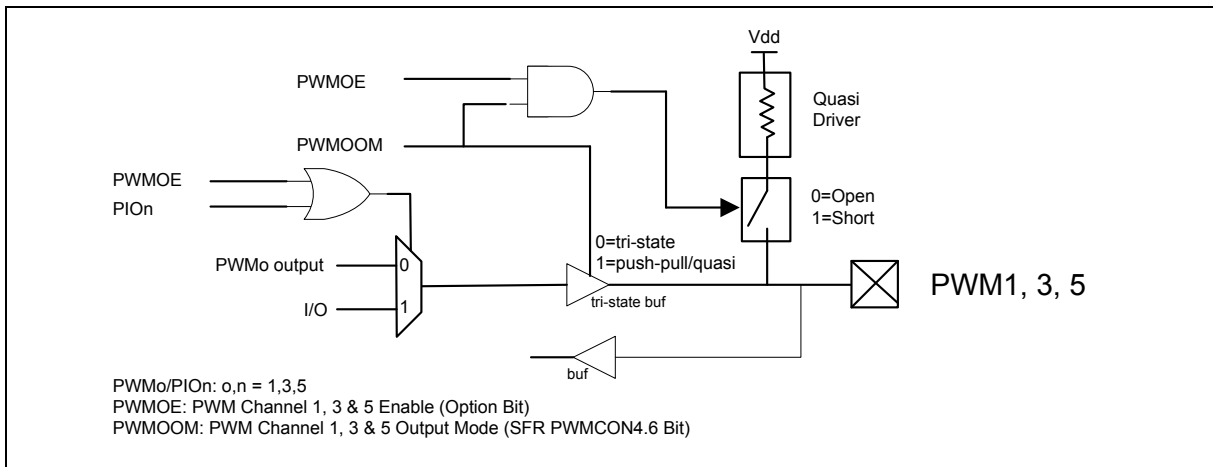 Vdd
PWMOE
Quasi
Driver
PWMOOM
PWMOE
PIOn
0=Open
1=Short
0=tri-state
1=push-pull/quasi
PWMo output
0
I/O
1
tri-state buf
PWM1, 3, 5
buf
PWMo/PIOn: o,n = 1,3,5
PWMOE: PWM Channel 1, 3 & 5 Enable (Option Bit)
PWMOOM: PWM Channel 1, 3 & 5 Output Mode (SFR PWMCON4.6 Bit)